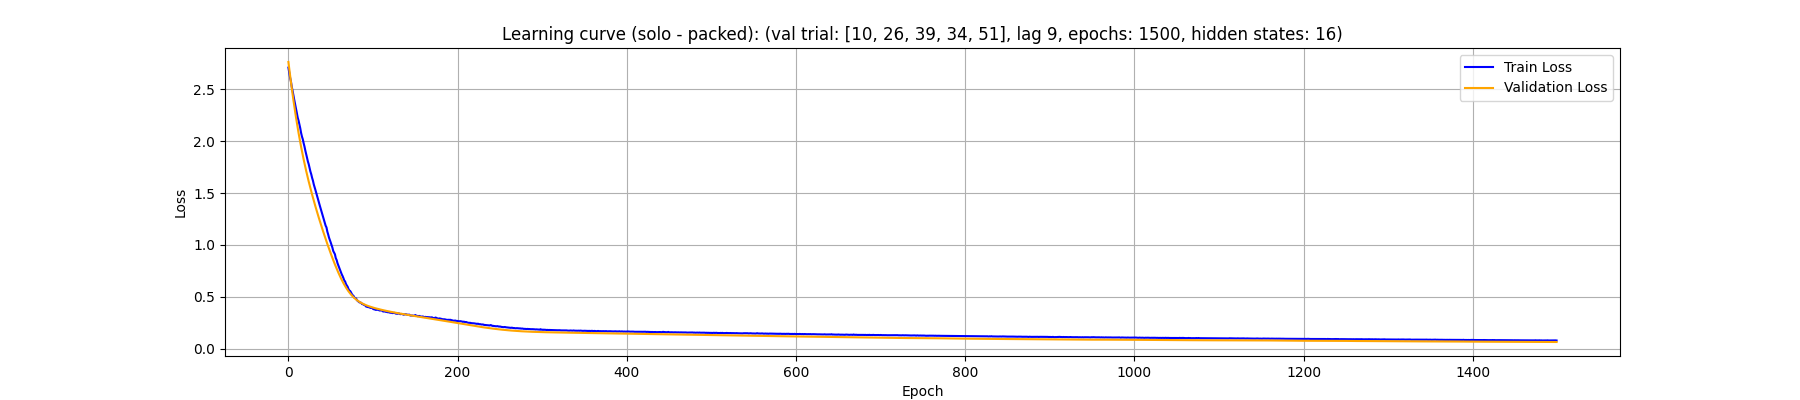 Learning curve (solo - packed): (val trial: [10, 26, 39, 34, 51], lag 9, epochs: 1500, hidden states: 16)
Train Loss
Validation Loss
Loss
2.5
2.0
1.5
1.0
0.5
0.0
0 200 400 600 800 1000 1200 1400
Epoch